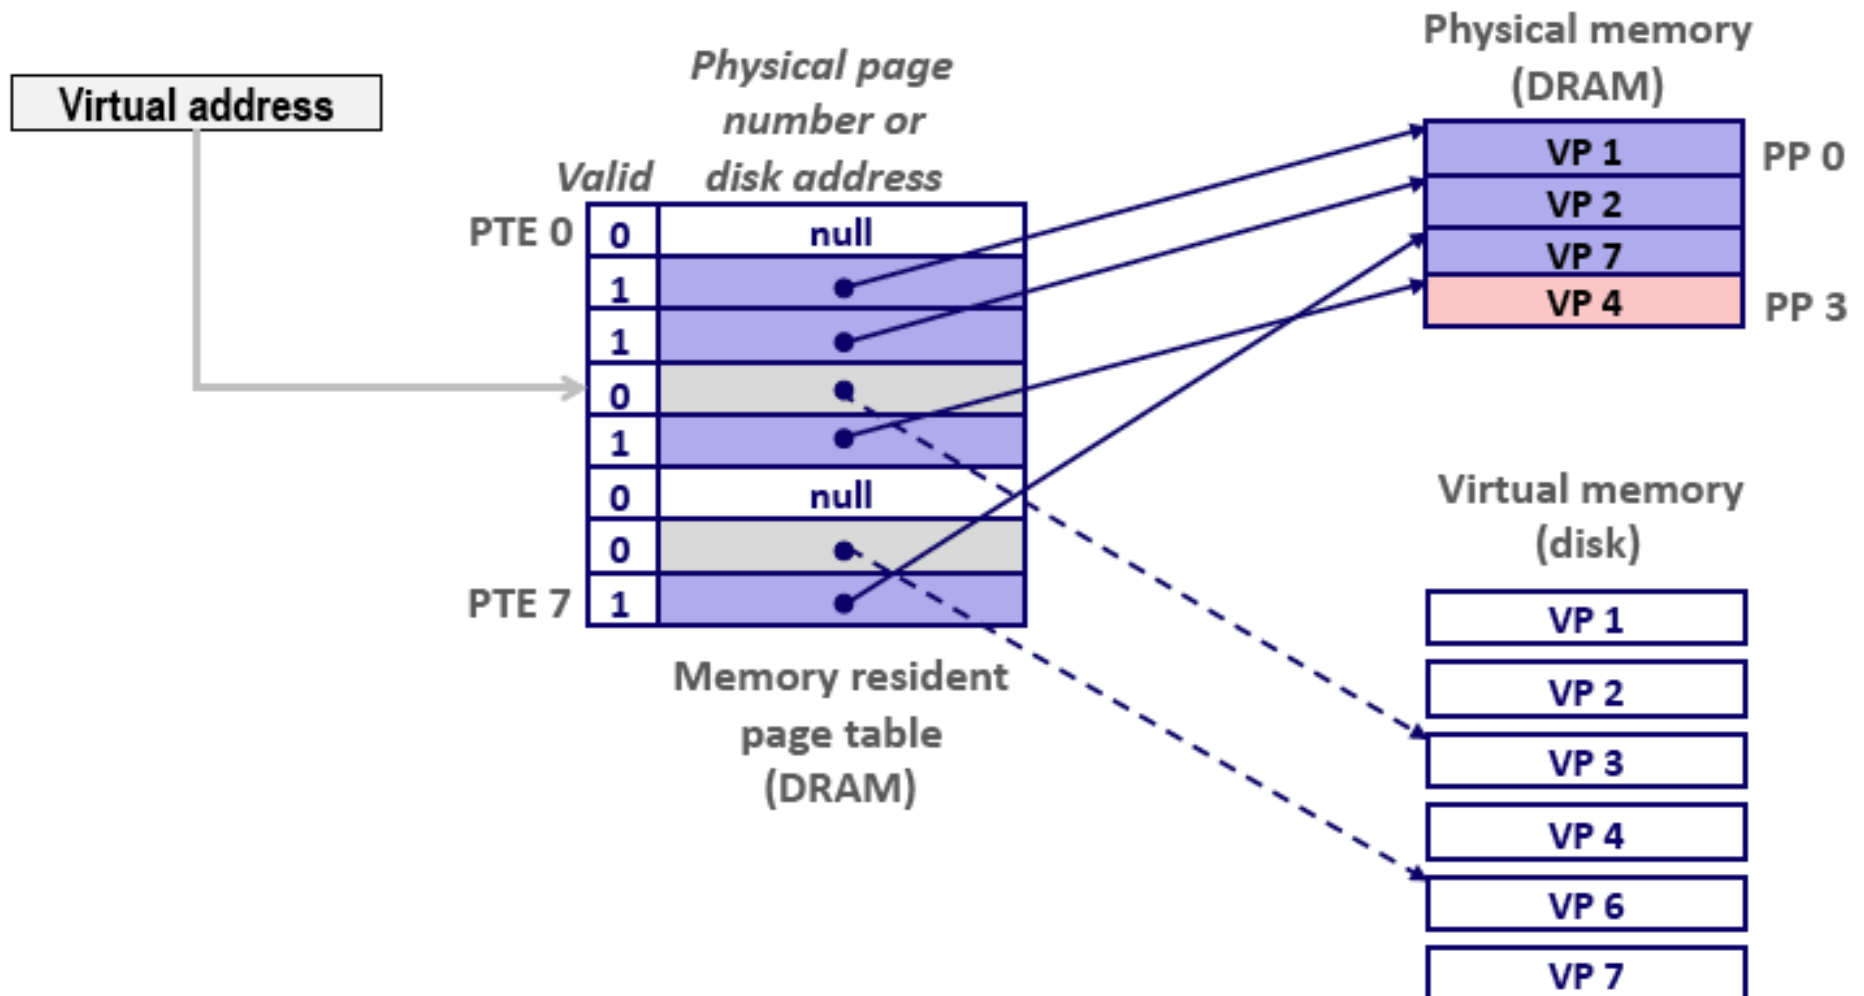 Virtual address
Physical page
number or
disk address
Valid
PTE 0
0 null
1
1
0
1
0 null
0
PTE 7 1
Memory resident
page table
(DRAM)
Physical memory
(DRAM)
VP 1 PP 0
VP 2
VP 7
VP 4 PP 3
Virtual memory
(disk)
VP 1
VP 2
VP 3
VP 4
VP 6
VP 7